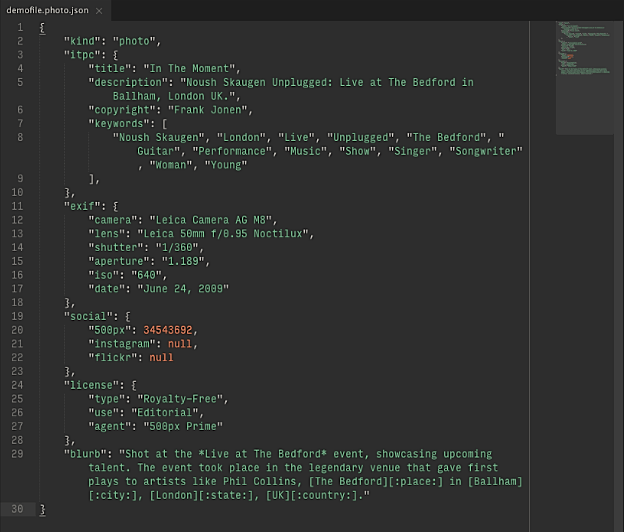 demofile.photo.json ×
1 {
2 "kind": "photo",
3 "itpc": {
4 "title": "In The Moment",
5 "description": "Noush Skaugen Unplugged: Live at The Bedford in
Ballham, London UK.",
6 "copyright": "Frank Jonen",
7 "keywords": [
8 "Noush Skaugen", "London", "Live", "Unplugged", "The Bedford", "
Guitar", "Performance", "Music", "Show", "Singer", "Songwriter"
, "Woman", "Young"
9 ],
10 },
11 "exif": {
12 "camera": "Leica Camera AG M8",
13 "lens": "Leica 50mm f/0.95 Noctilux",
14 "shutter": "1/360",
15 "aperture": "1.189",
16 "iso": "640",
17 "date": "June 24, 2009"
18 },
19 "social": {
20 "500px": 34543692,
21 "instagram": null,
22 "flickr": null
23 },
24 "license": {
25 "type": "Royalty-Free",
26 "use": "Editorial",
27 "agent": "500px Prime"
28 },
29 "blurb": "Shot at the *Live at The Bedford* event, showcasing upcoming
talent. The event took place in the legendary venue that gave first
plays to artists like Phil Collins, [The Bedford][:place:] in [Ballham]
[:city:], [London][:state:], [UK][:country:]."
30 }